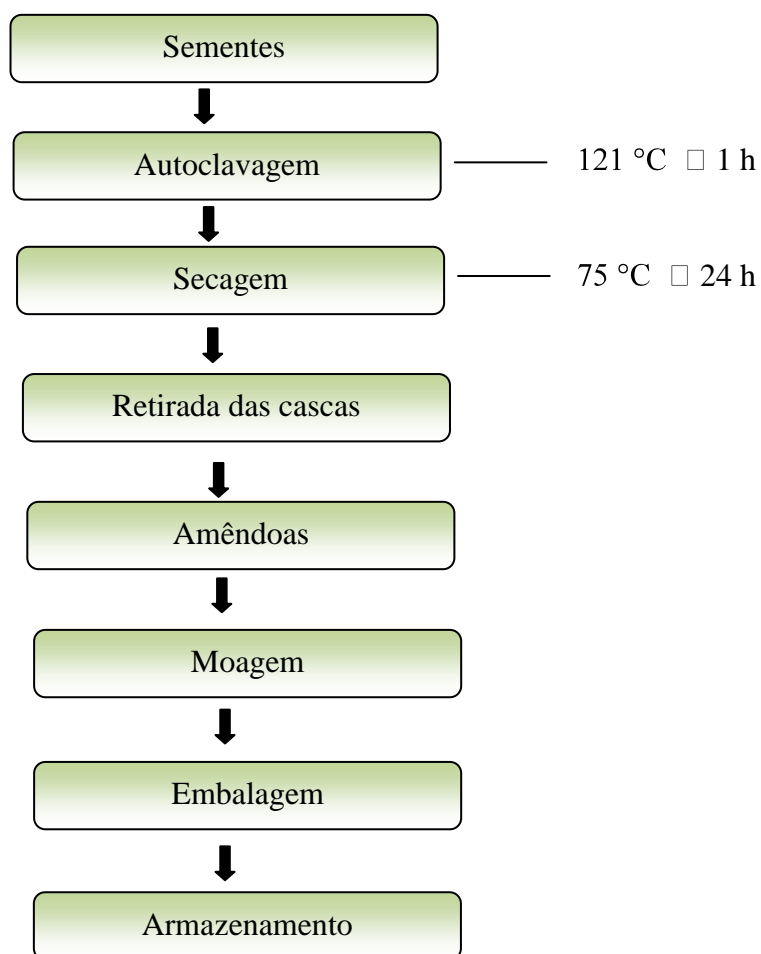 Sementes
Autoclavagem
121 °C □ 1 h
Secagem
75 °C □ 24 h
Retirada das cascas
Amêndoas
Moagem
Embalagem
Armazenamento